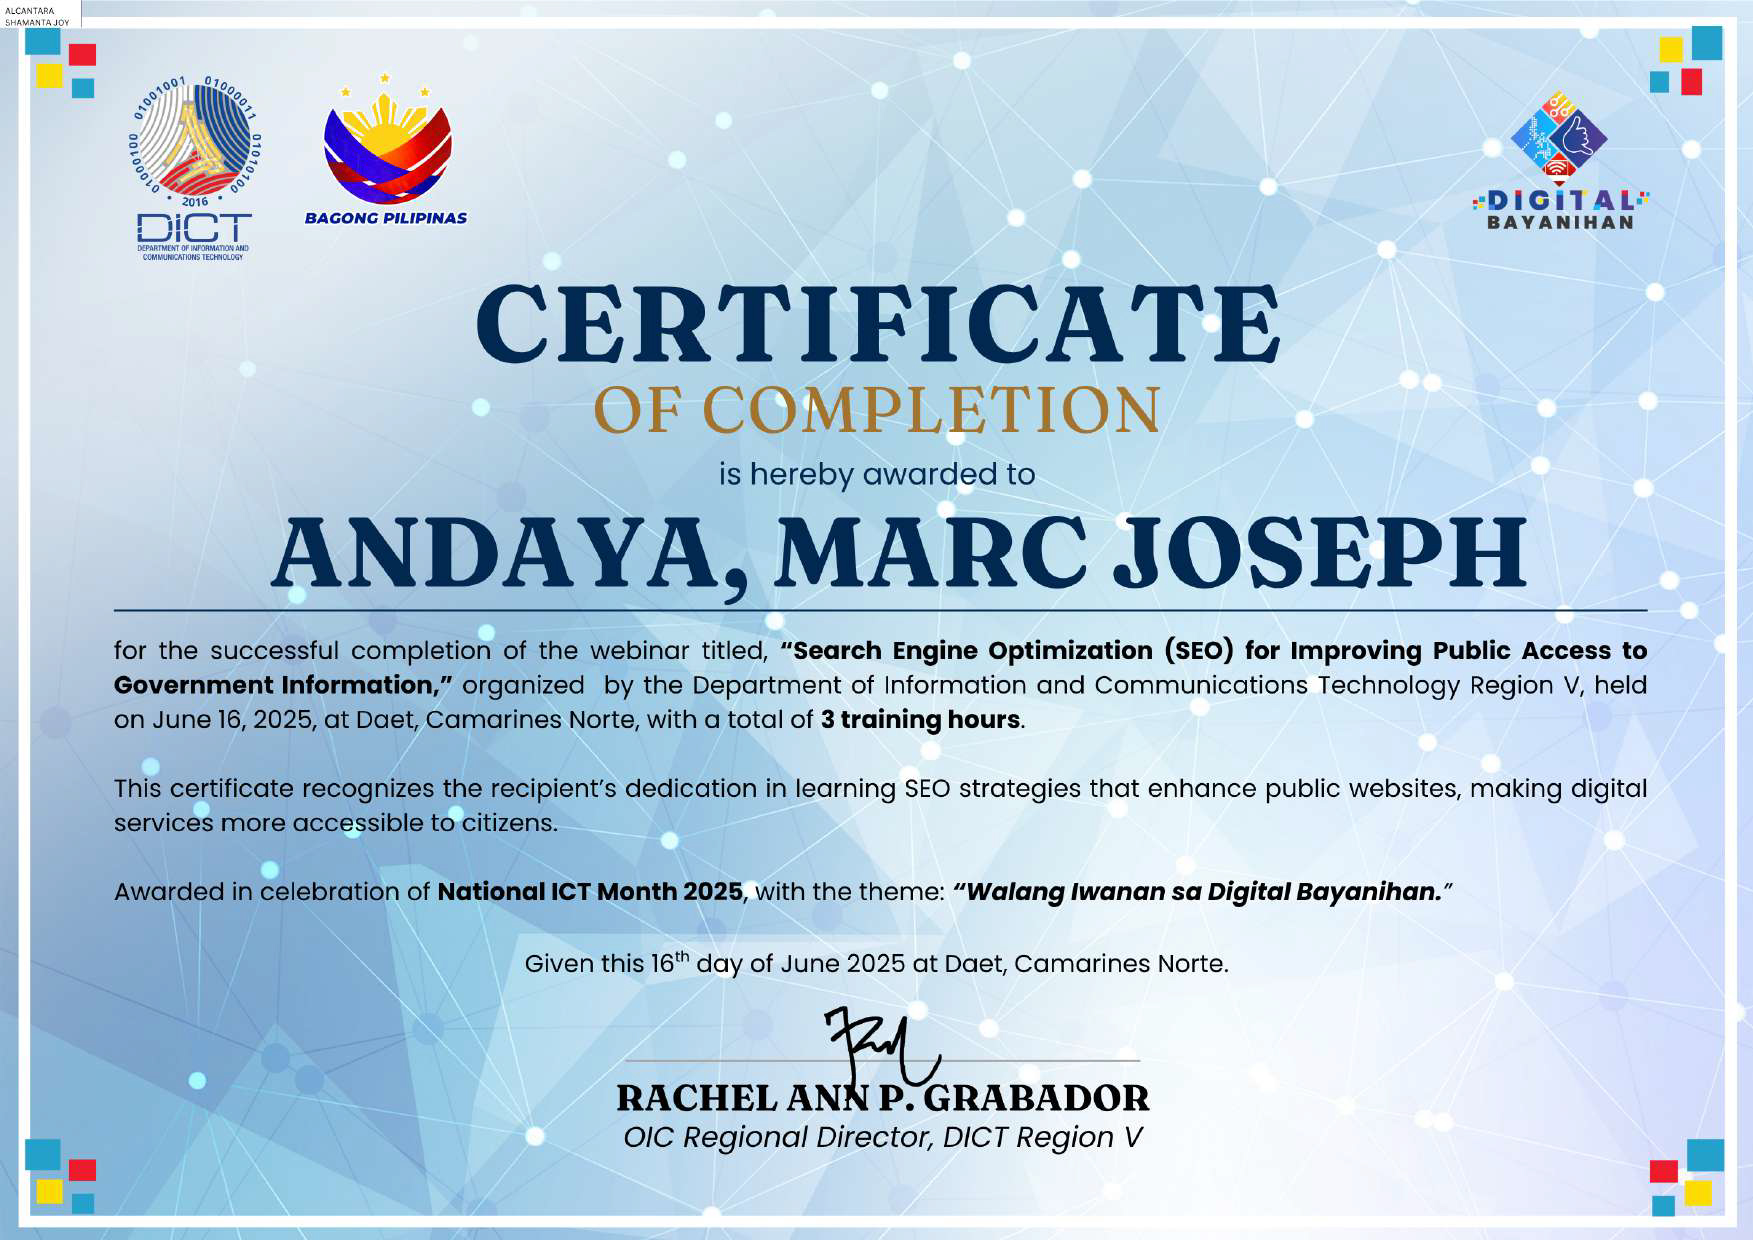 ALCANTARA
SHAMANTA JOY
01000100 01001001 01000011 01010100
• 2016 •
DICT
DEPARTMENT OF INFORMATION AND
COMMUNICATIONS TECHNOLOGY
BAGONG PILIPINAS
DIGITAL
BAYANIHAN
CERTIFICATE
OF COMPLETION
is hereby awarded to
ANDAYA, MARC JOSEPH
for the successful completion of the webinar titled, “Search Engine Optimization (SEO) for Improving Public Access to
Government Information,” organized by the Department of Information and Communications Technology Region V, held
on June 16, 2025, at Daet, Camarines Norte, with a total of 3 training hours.
This certificate recognizes the recipient’s dedication in learning SEO strategies that enhance public websites, making digital
services more accessible to citizens.
Awarded in celebration of National ICT Month 2025, with the theme: “Walang Iwanan sa Digital Bayanihan.”
Given this 16th day of June 2025 at Daet, Camarines Norte.
RACHEL ANN P. GRABADOR
OIC Regional Director, DICT Region V